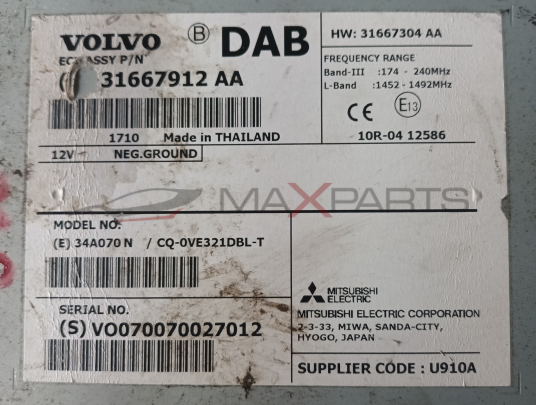 VOLVO B DAB
HW: 31667304 AA
ECU ASSY P/N
31667912 AA
FREQUENCY RANGE
Band-III :174 - 240MHz
L-Band :1452 - 1492MHz
CE E13
1710 Made in THAILAND
10R-04 12586
12V NEG.GROUND
MAXPARTS
MODEL NO.
(E) 34A070 N / CQ-0VE321DBL-T
MITSUBISHI
ELECTRIC
SERIAL NO.
(S) VO070070027012
MITSUBISHI ELECTRIC CORPORATION
2-3-33, MIWA, SANDA-CITY,
HYOGO, JAPAN
SUPPLIER CODE : U910A